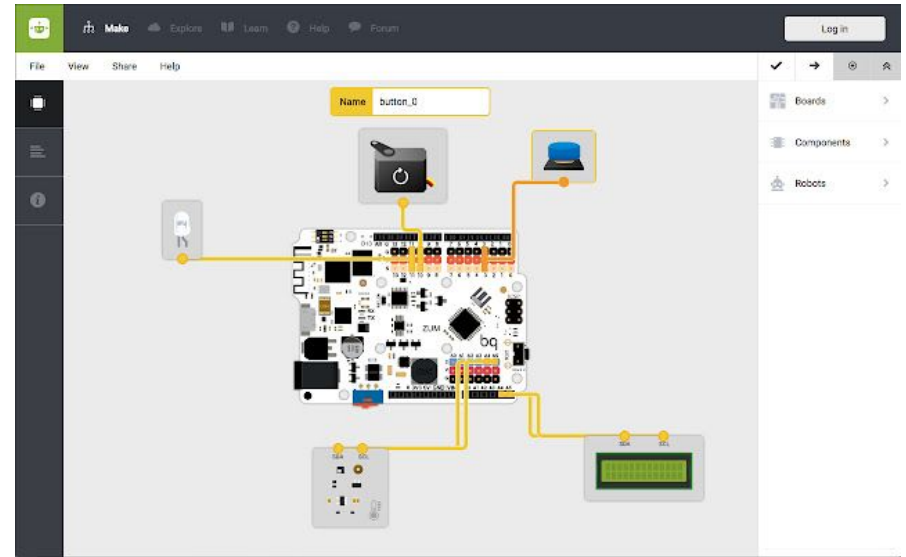 Make Explore Learn Help Forum Log in
File View Share Help
Name button_0
Boards
Components
Robots
ZUM
bq
SDA SCL
SDA SCL